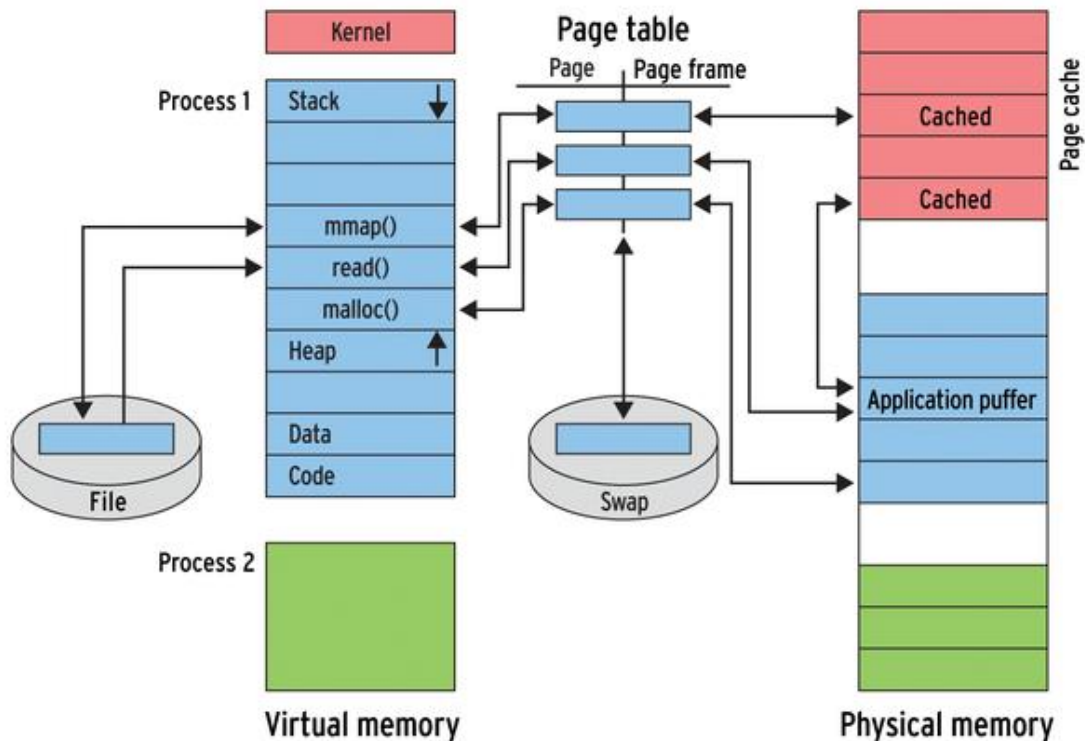 Kernel
Page table
Page
Page frame
Process 1
Stack
Cached
Page cache
Cached
mmap()
read()
malloc()
Heap
Application puffer
Data
Code
File
Swap
Process 2
Virtual memory
Physical memory